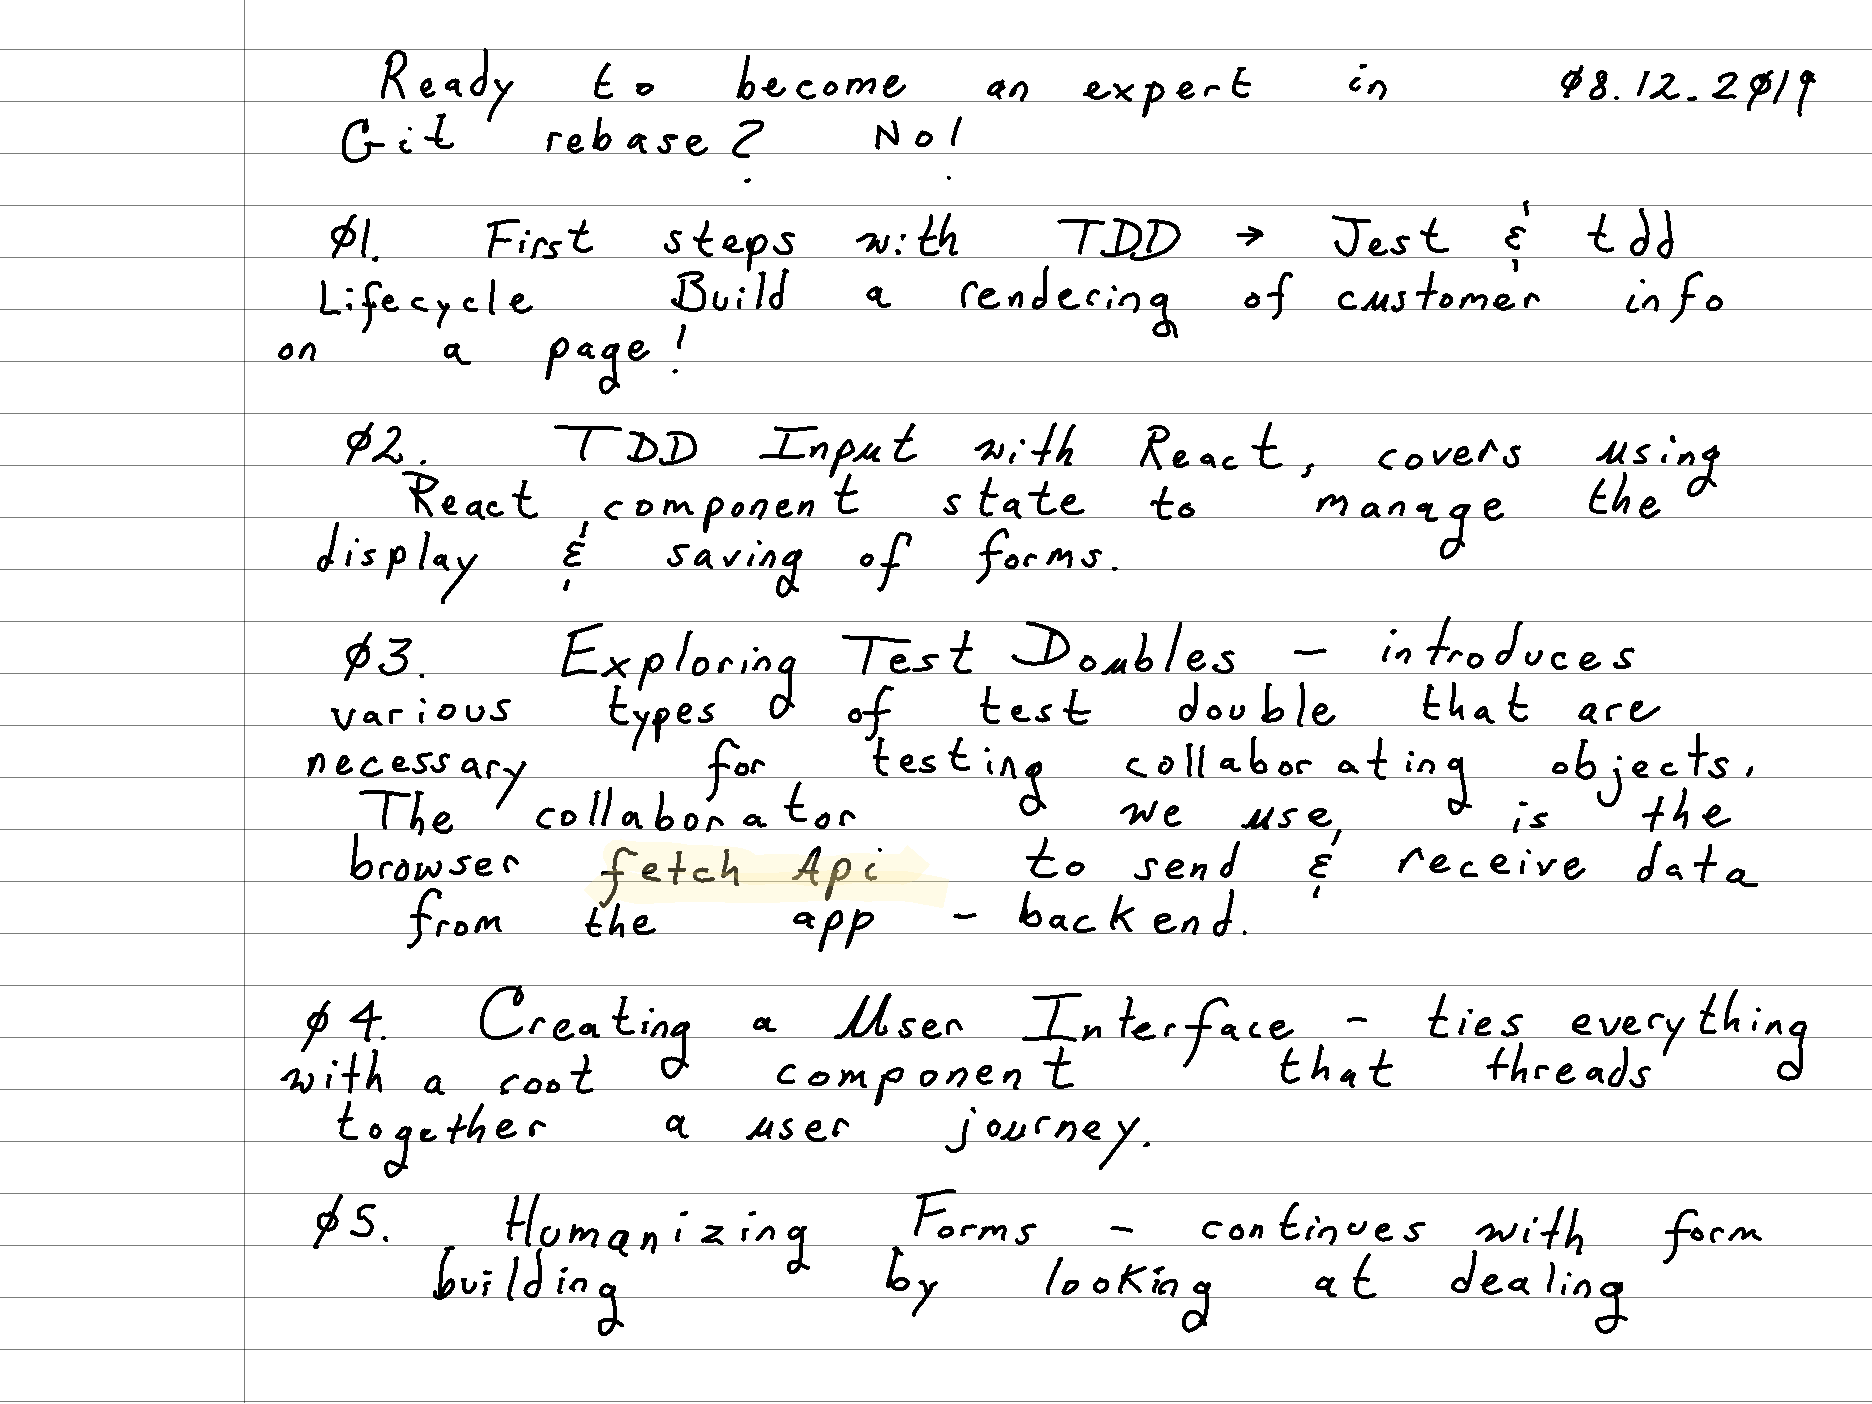 Ready to become an expert in 08.12.2019
Git rebase? No!
01. First steps with TDD → Jest & tdd
Lifecycle Build a rendering of customer info
on a page!
02. TDD Input with React, covers using
React component state to manage the
display & saving of forms.
03. Exploring Test Doubles - introduces
various types of test double that are
necessary for testing collaborating objects.
The collaborator we use, is the
browser fetch Api to send & receive data
from the app - backend.
04. Creating a User Interface - ties everything
with a root component that threads
together a user journey.
05. Humanizing Forms - continues with form
building by looking at dealing